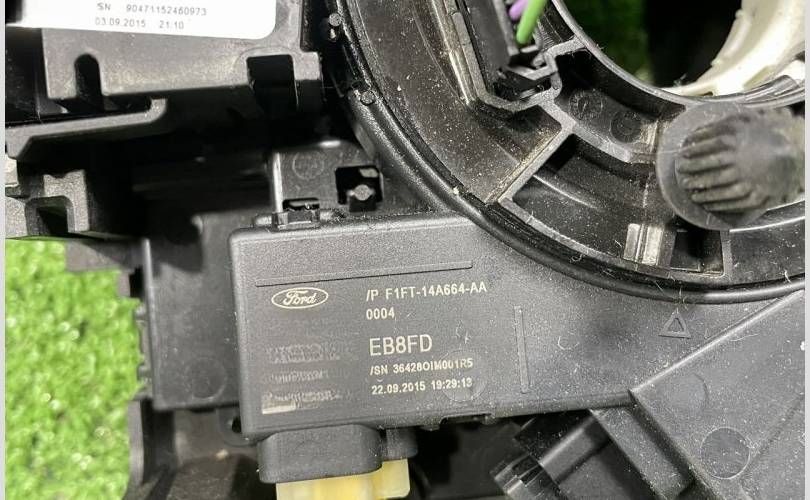 SN 90471152460973
03.09.2015 21:10
Ford
/P F1FT-14A664-AA
0004
EB8FD
/SN 36428OIM001R5
22.09.2015 19:29:13